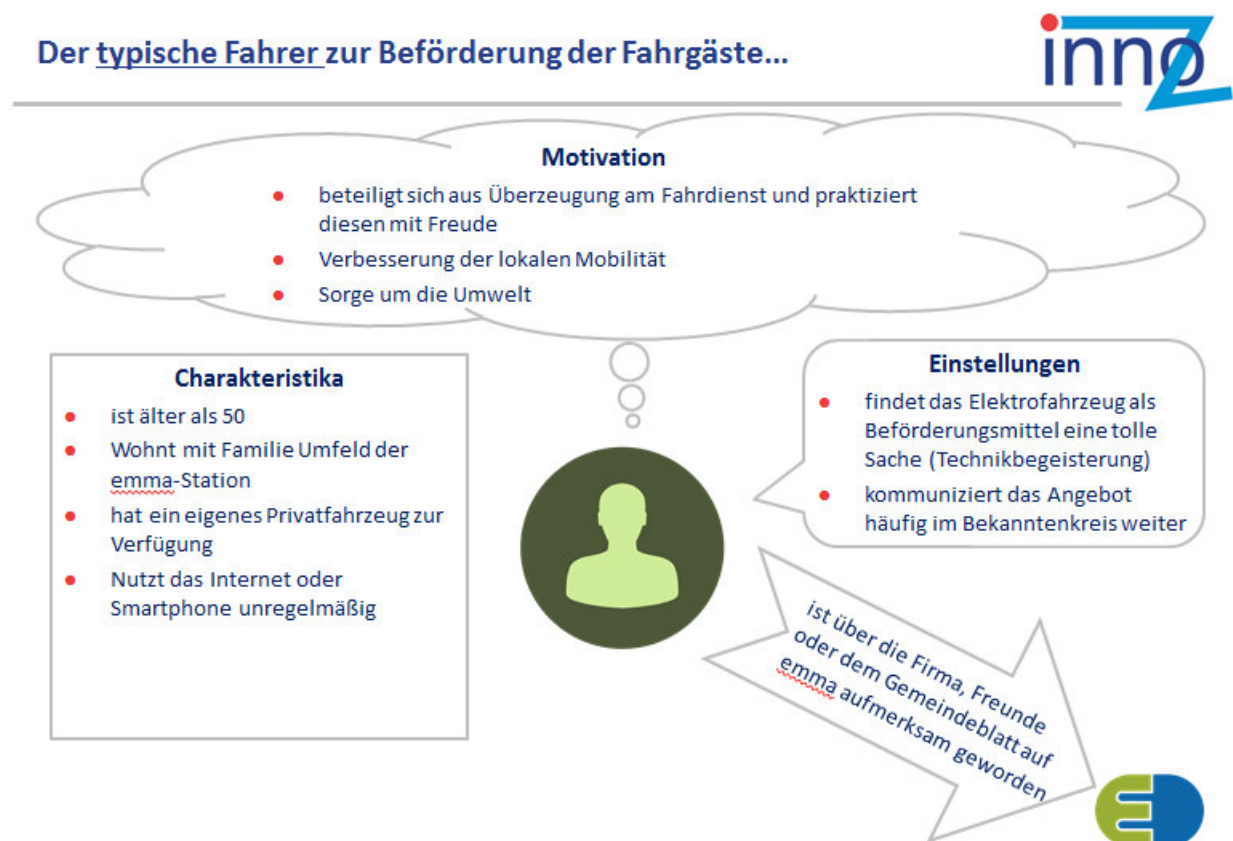 Der typische Fahrer zur Beförderung der Fahrgäste...
innoZ
Motivation
beteiligt sich aus Überzeugung am Fahrdienst und praktiziert
diesen mit Freude
Verbesserung der lokalen Mobilität
Sorge um die Umwelt
Charakteristika
ist älter als 50
Wohnt mit Familie Umfeld der
emma-Station
hat ein eigenes Privatfahrzeug zur
Verfügung
Nutzt das Internet oder
Smartphone unregelmäßig
Einstellungen
findet das Elektrofahrzeug als
Beförderungsmittel eine tolle
Sache (Technikbegeisterung)
kommuniziert das Angebot
häufig im Bekanntenkreis weiter
ist über die Firma, Freunde
oder dem Gemeindeblatt auf
emma aufmerksam geworden